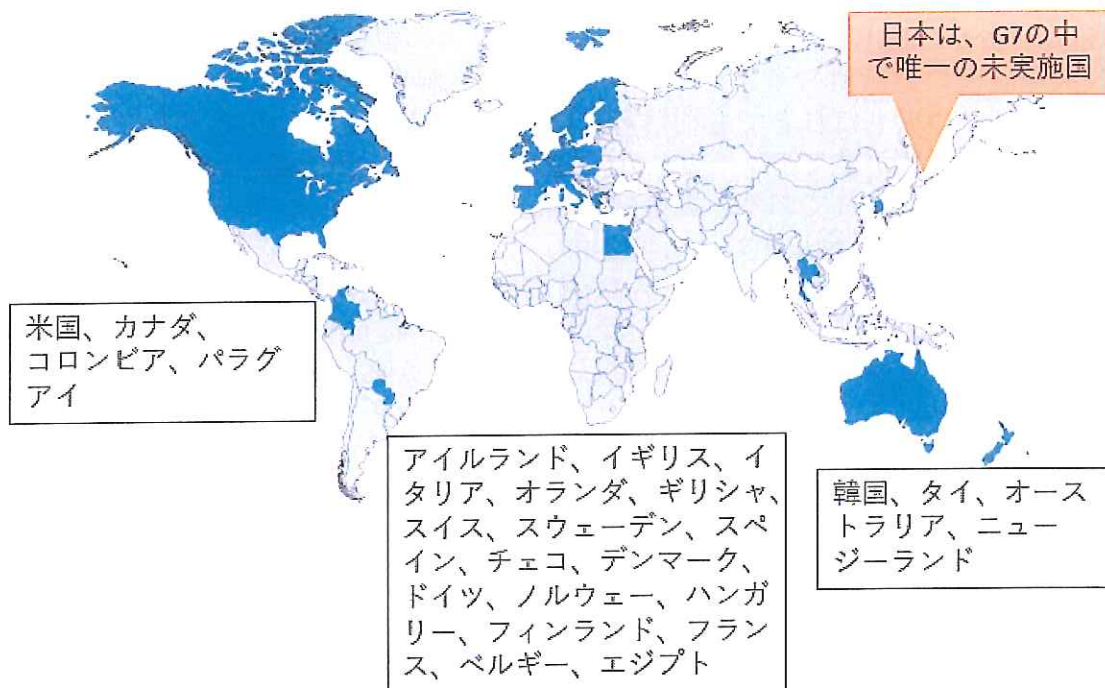 日本は、G7の中
で唯一の未実施国
米国、カナダ、
コロンビア、パラグ
アイ
アイルランド、イギリス、イ
タリア、オランダ、ギリシャ、
スイス、スウェーデン、スペ
イン、チェコ、デンマーク、
ドイツ、ノルウェー、ハンガ
リー、フィンランド、フラン
ス、ベルギー、エジプト
韓国、タイ、オース
トラリア、ニュー
ジーランド